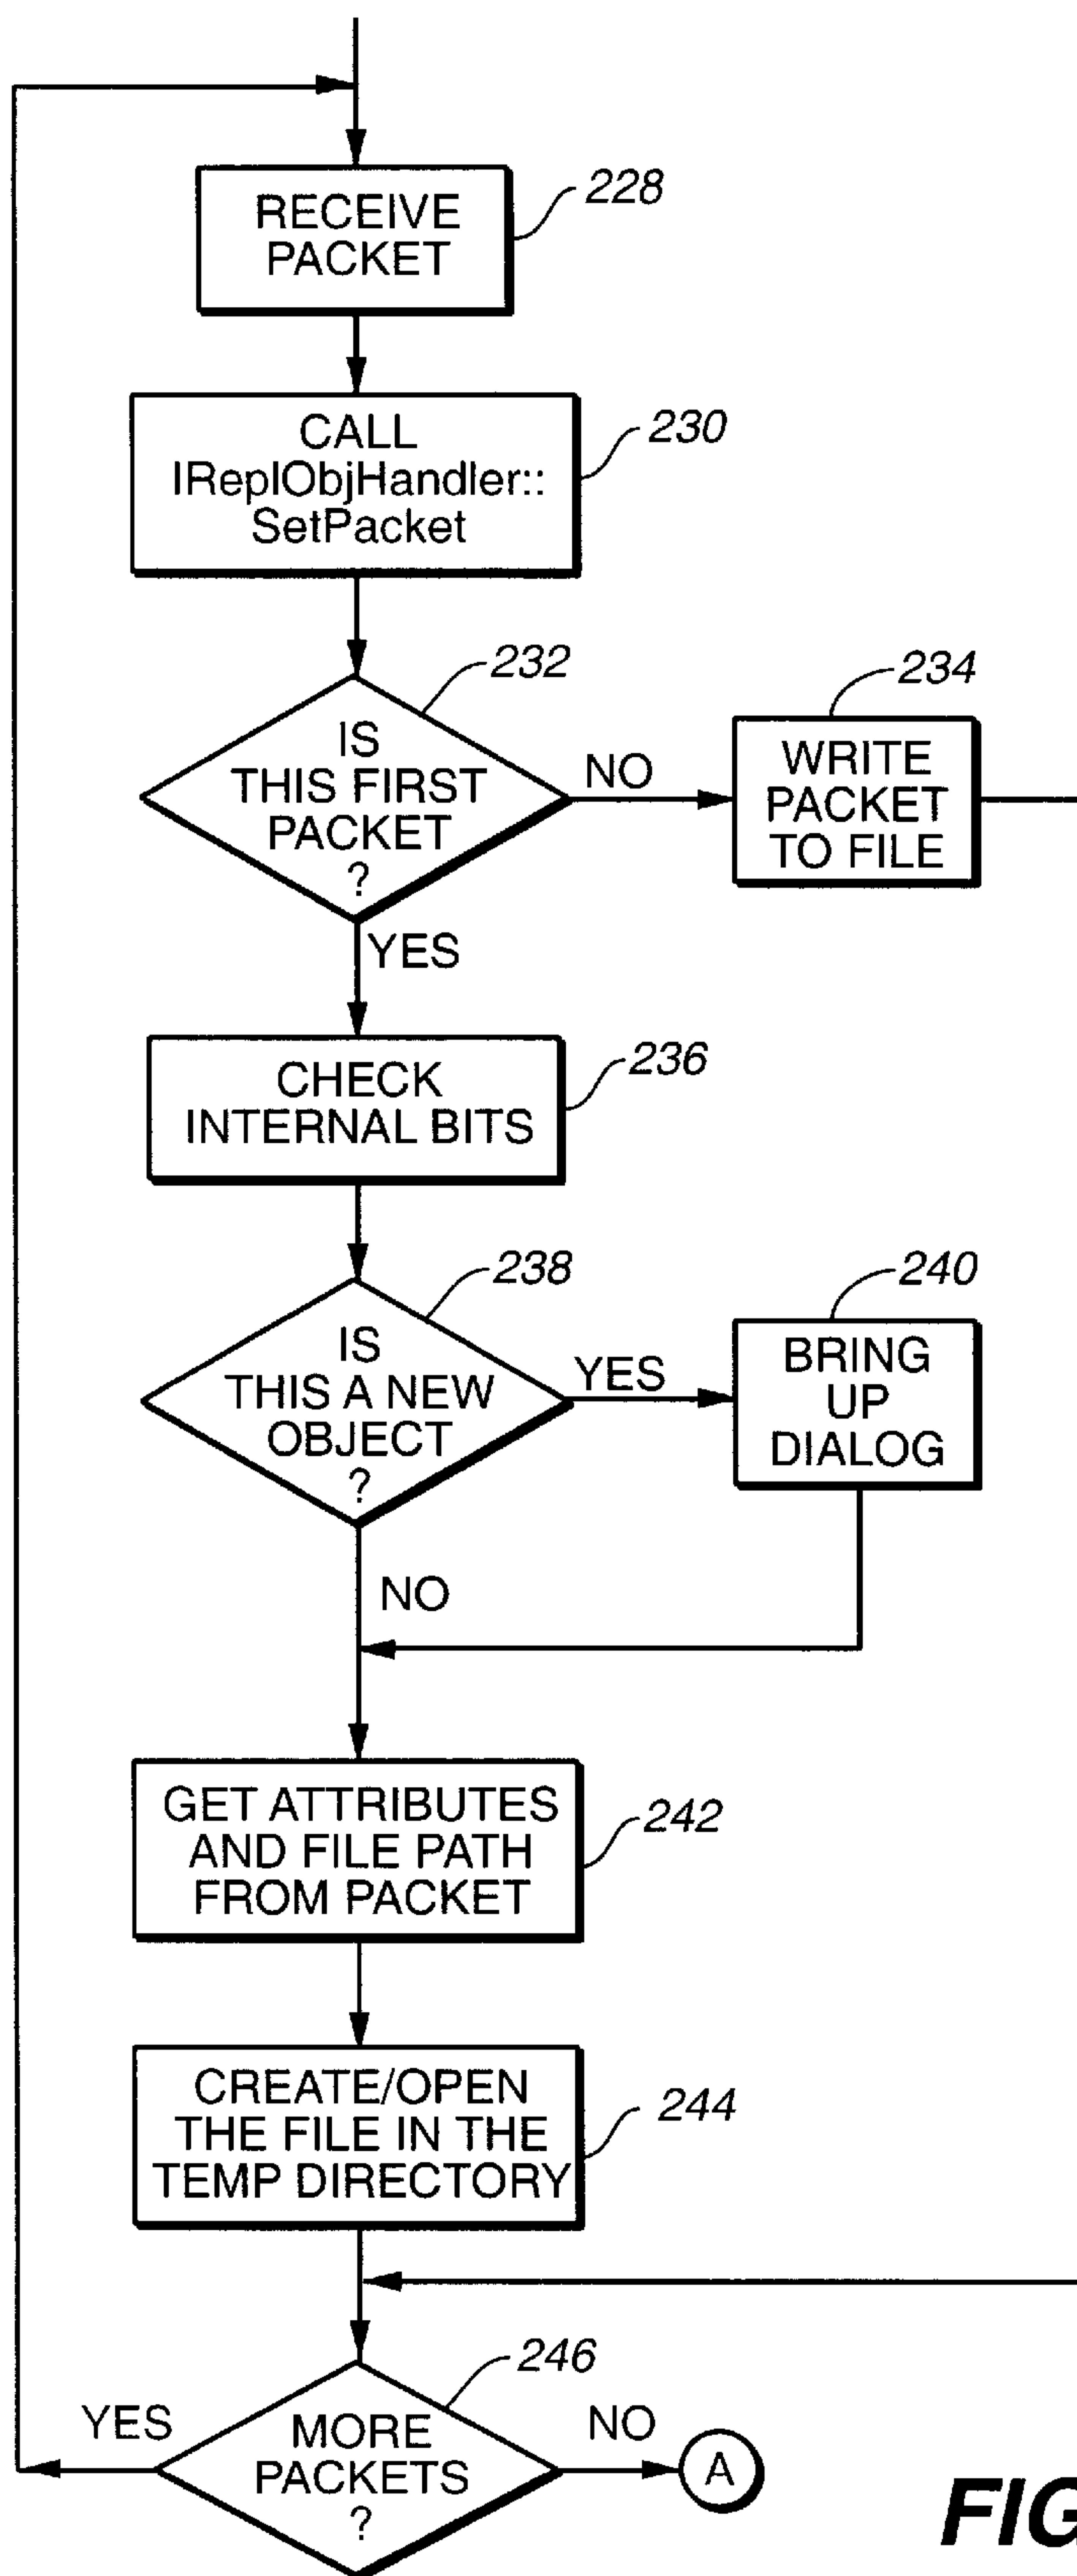 RECEIVE
PACKET
228
CALL
IReplObjHandler::
SetPacket
230
232
IS
THIS FIRST
PACKET
?
NO
234
WRITE
PACKET
TO FILE
YES
CHECK
INTERNAL BITS
236
238
IS
THIS A NEW
OBJECT
?
YES
240
BRING
UP
DIALOG
NO
GET ATTRIBUTES
AND FILE PATH
FROM PACKET
242
CREATE/OPEN
THE FILE IN THE
TEMP DIRECTORY
244
246
YES
MORE
PACKETS
?
NO
A
FIG